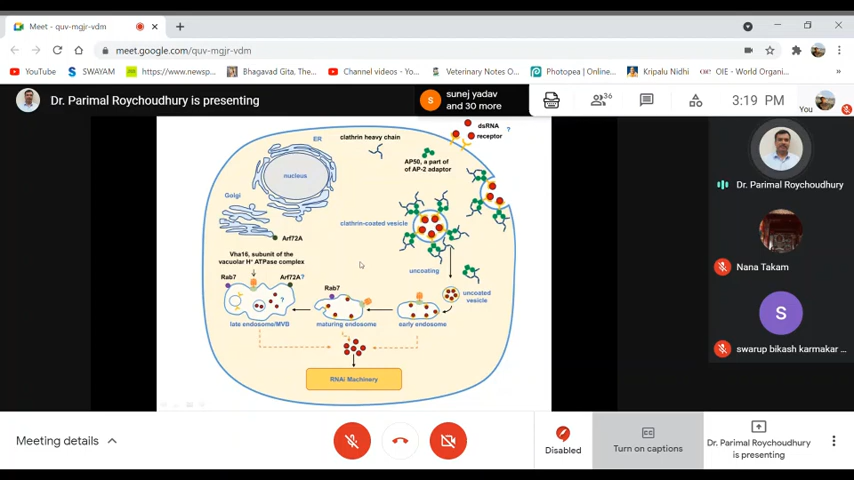 Meet - quv-mgjr-vdm
meet.google.com/quv-mgjr-vdm
YouTube
SWAYAM
https://www.newsp...
Bhagavad Gita, The...
Channel videos - Yo...
Veterinary Notes O...
Photopea | Online...
Kripalu Nidhi
OIE - World Organi...
Dr. Parimal Roychoudhury is presenting
S
sunej yadav
and 30 more
36
3:19 PM
You
ER
clathrin heavy chain
dsRNA
?
receptor
AP50, a part of
of AP-2 adaptor
nucleus
Golgi
clathrin-coated vesicle
Arf72A
Vha16, subunit of the
vacuolar H+ ATPase complex
uncoating
Rab7
Arf72A?
Rab7
uncoated
vesicle
?
late endosome/MVB
maturing endosome
early endosome
RNAi Machinery
Dr. Parimal Roychoudhury
Nana Takam
S
swarup bikash karmakar ...
Meeting details
Disabled
CC
Turn on captions
Dr. Parimal Roychoudhury
is presenting